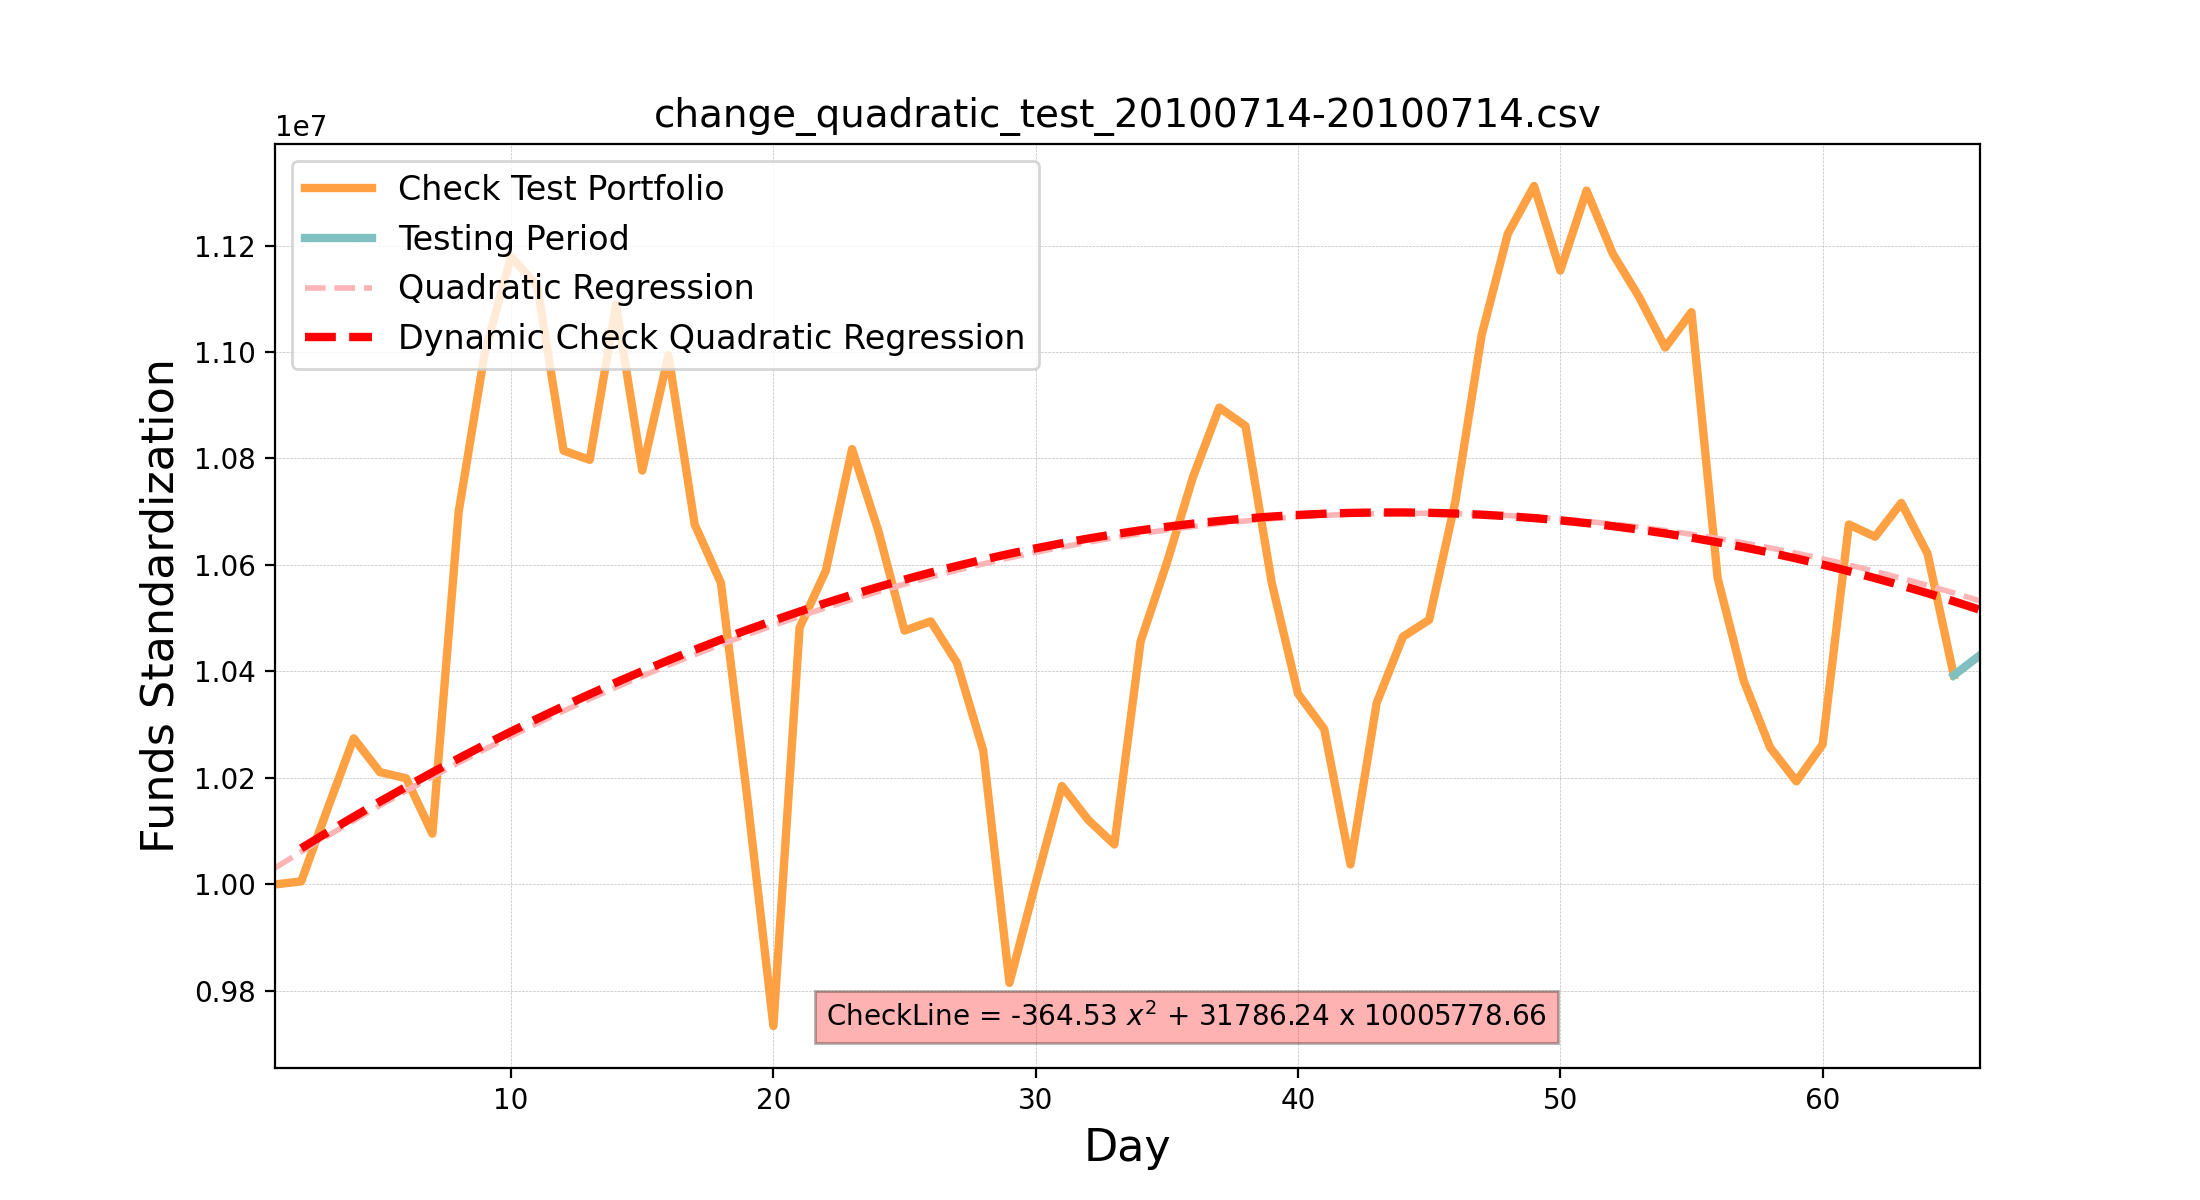 change_quadratic_test_20100714-20100714.csv
1e7
Check Test Portfolio
Testing Period
Quadratic Regression
Dynamic Check Quadratic Regression
Funds Standardization
1.12
1.10
1.08
1.06
1.04
1.02
1.00
0.98
CheckLine = -364.53 x² + 31786.24 x 10005778.66
10 20 30 40 50 60
Day